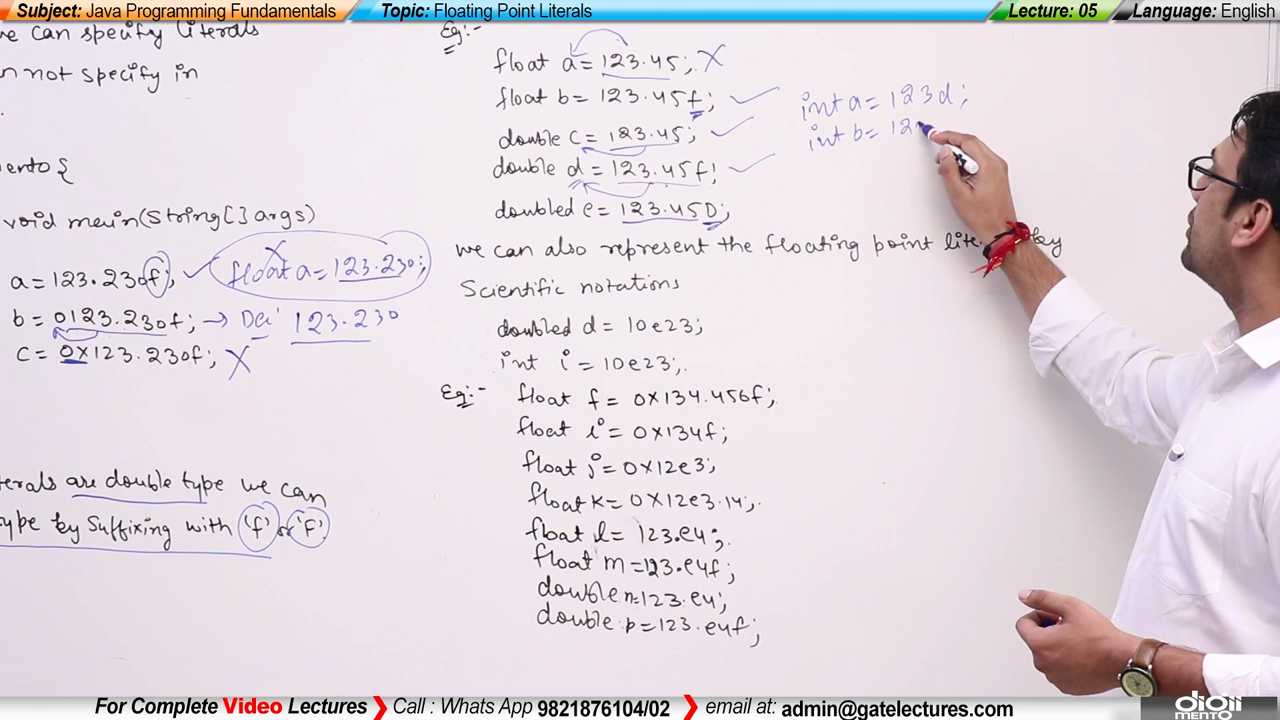 Subject: Java Programming Fundamentals
Topic: Floating Point Literals
Lecture: 05
Language: English
we can specify literals
n not specify in
ento {
void main(String[] args)
a=123.230f;
float a=123.230;
b=0123.230f; → Dec: 123.230
c=0X123.230f; X
terals are double type we can
type by suffixing with 'f' or 'F'.
Eg:-
float a=123.45; X
float b=123.45f; ✓
double c=123.45; ✓
double d=123.45f; ✓
doubled e=123.45D;
we can also represent the floating point lite by
Scientific notations
doubled d=10e23;
int i=10e23;
Eg:-
float f=0X134.456f;
float i=0X134f;
float j=0X12e3;
float k=0X12e3.14;
float l=123.e4;
float m=123.e4f;
double n=123.e4;
double p=123.e4f;
int a=123d;
int b=12
For Complete Video Lectures
Call : Whats App 9821876104/02
email at: admin@gatelectures.com
digii
MENTO